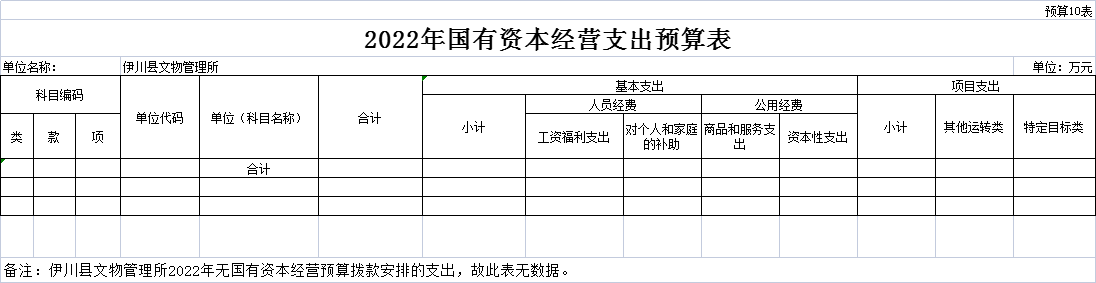 预算10表
2022年国有资本经营支出预算表
单位名称： 伊川县文物管理所 单位：万元
科目编码 单位代码 单位（科目名称） 合计 基本支出 项目支出
小计 人员经费 公用经费 小计 其他运转类 特定目标类
类 款 项 工资福利支出 对个人和家庭的补助 商品和服务支出 资本性支出
合计
备注：伊川县文物管理所2022年无国有资本经营预算拨款安排的支出，故此表无数据。